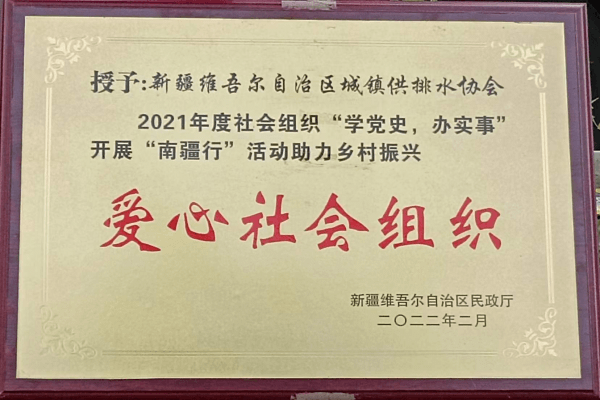 授予:新疆维吾尔自治区城镇供排水协会
2021年度社会组织“学党史，办实事”
开展“南疆行”活动助力乡村振兴
爱心社会组织
新疆维吾尔自治区民政厅
二〇二二年二月